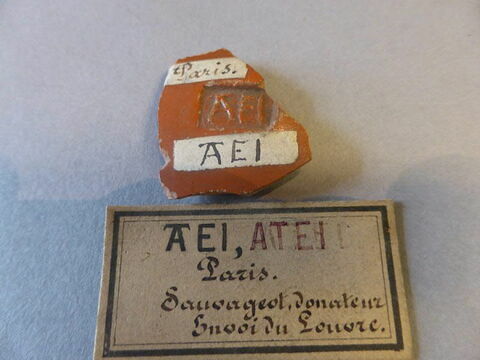 Paris.
AEI
AEI
AEI, ATEI
Paris.
Sauvageot, donateur
Envoi du Louvre.